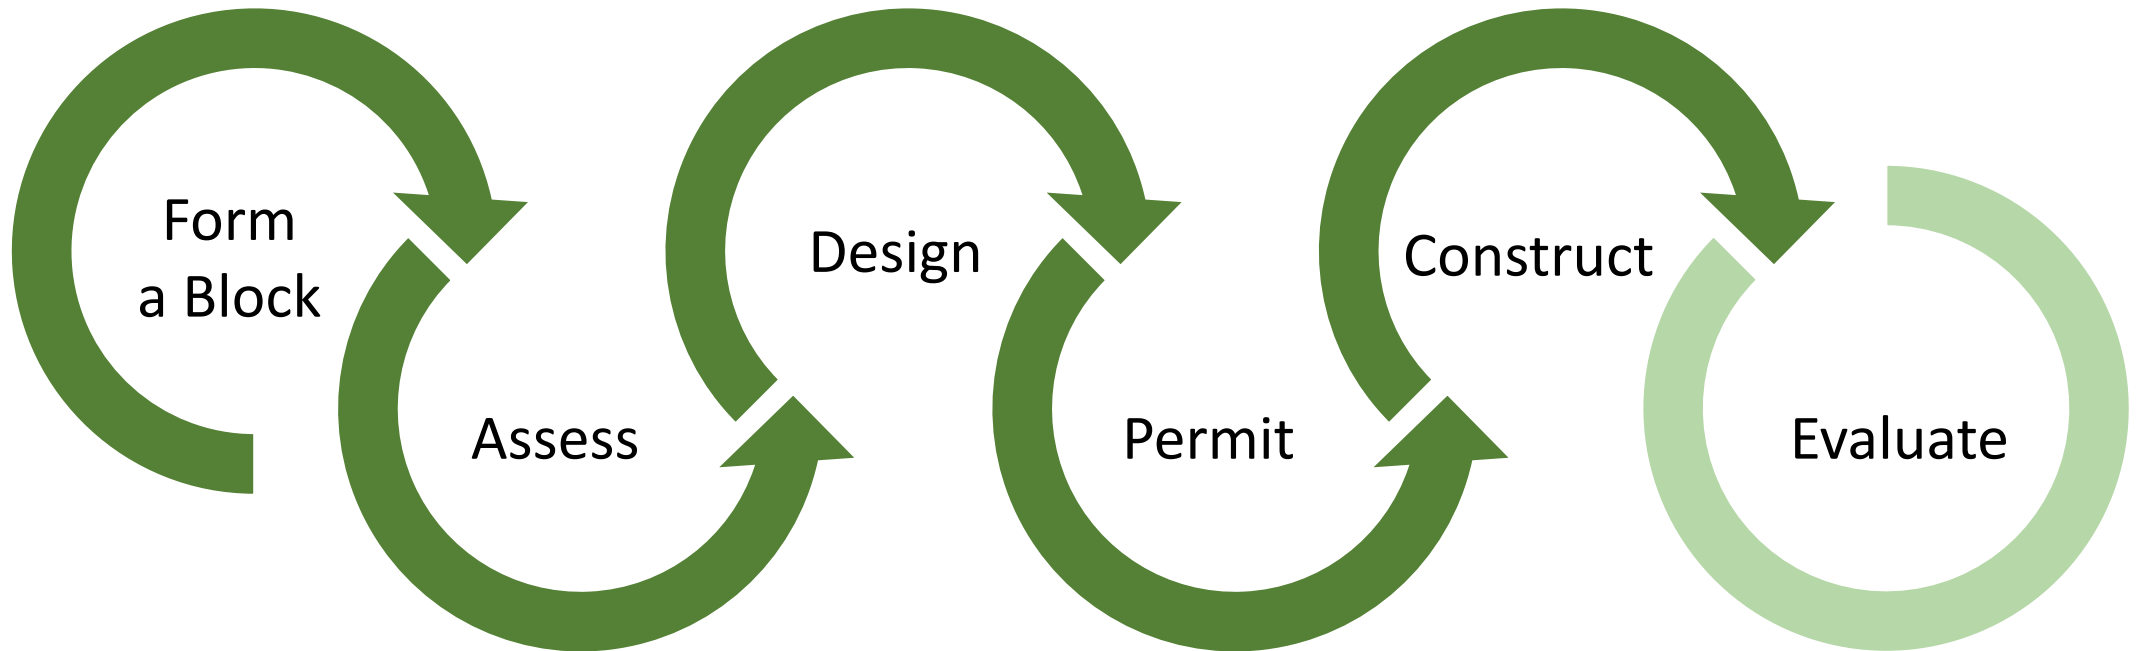 Form
a Block
Assess
Design
Permit
Construct
Evaluate